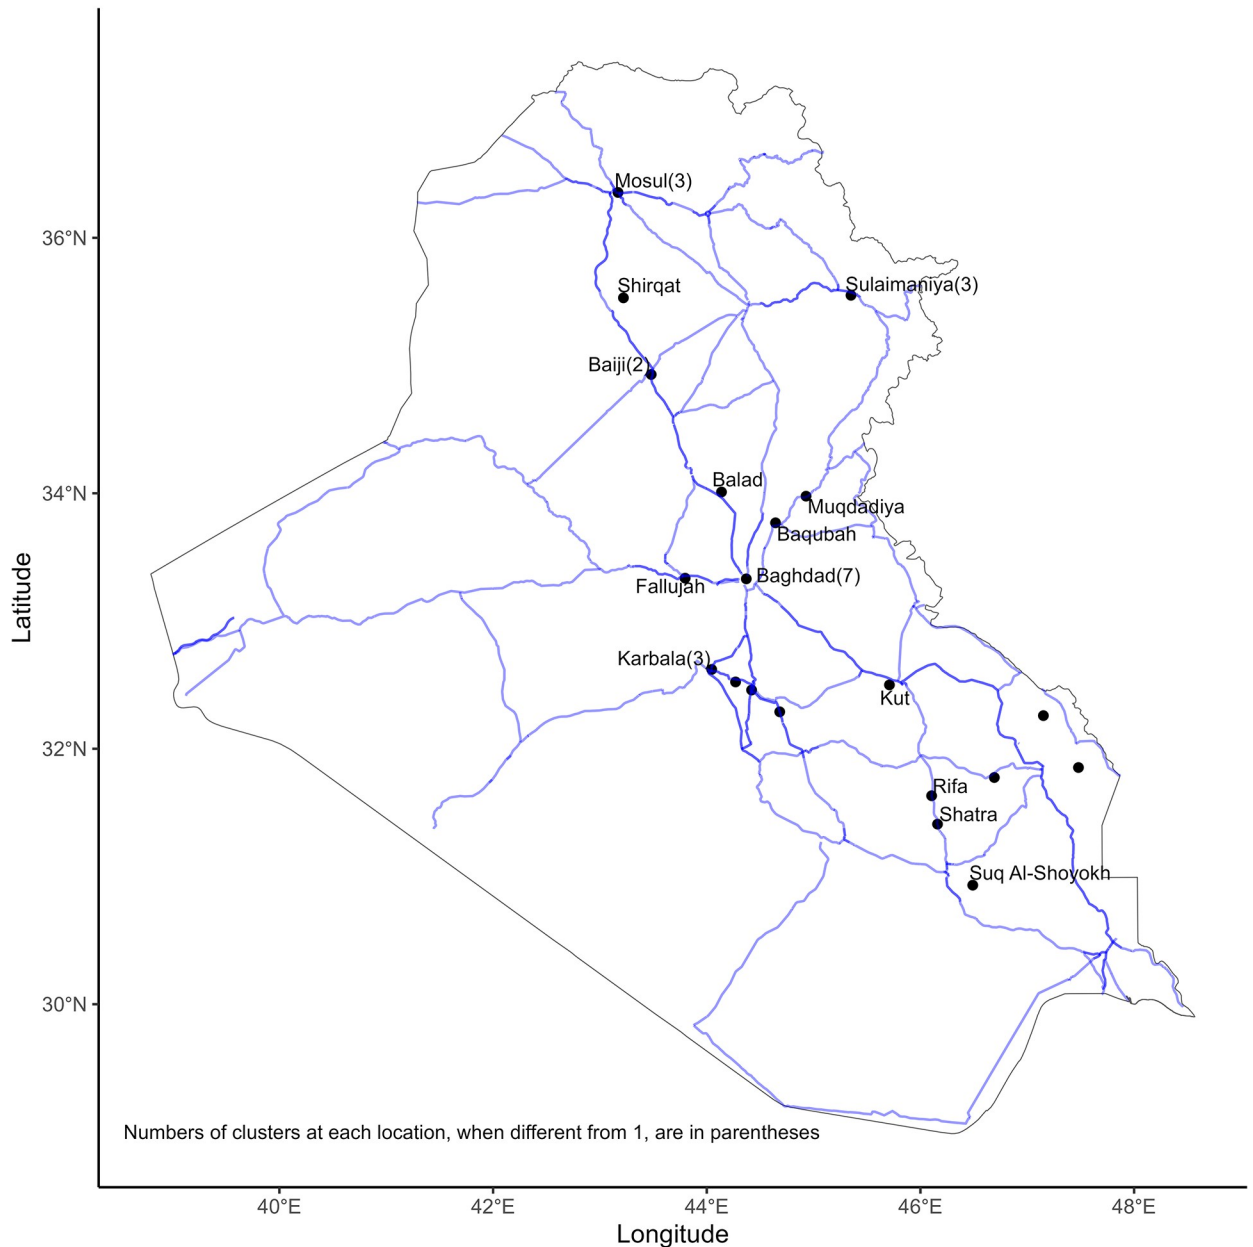 Mosul(3)
36°N
Shirqat
Sulaimaniya(3)
Baiji(2)
34°N
Balad
Muqdadiya
Baqubah
Baghdad(7)
Fallujah
Latitude
Karbala(3)
Kut
32°N
Rifa
Shatra
Suq Al-Shoyokh
30°N
Numbers of clusters at each location, when different from 1, are in parentheses
40°E 42°E 44°E 46°E 48°E
Longitude